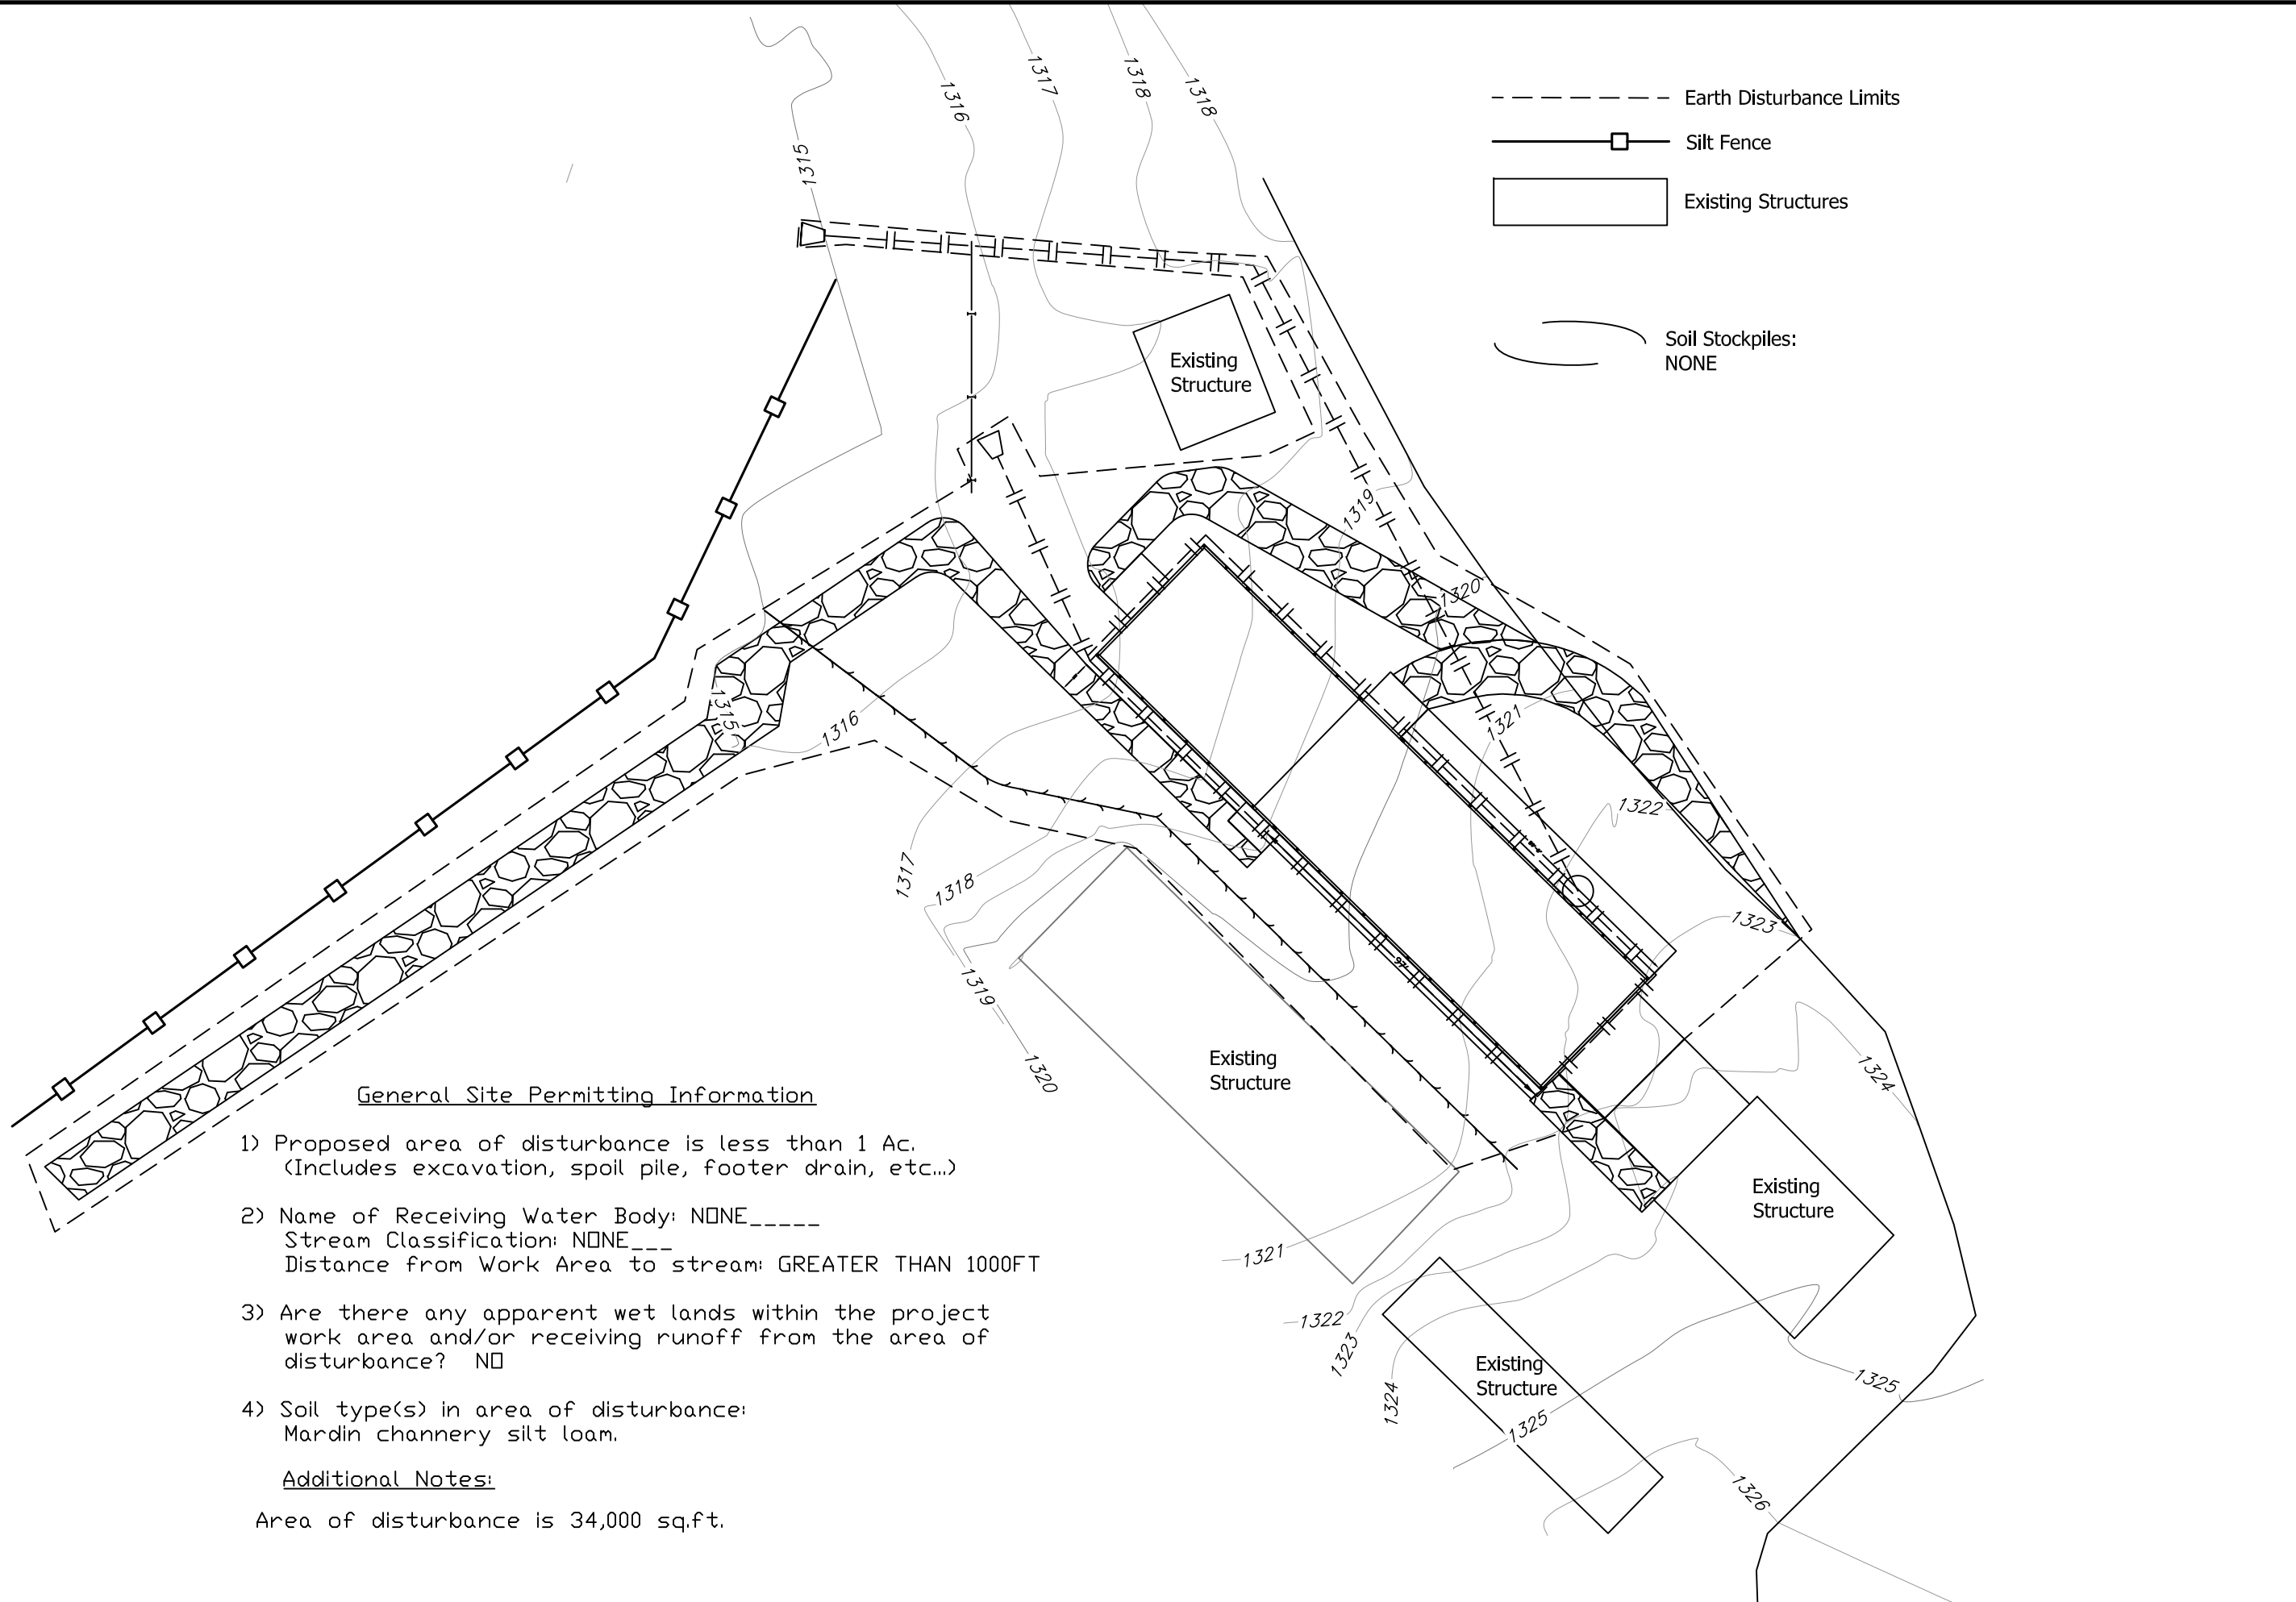 1316
1317
1318
1318
1315
Earth Disturbance Limits
Silt Fence
Existing Structures
Soil Stockpiles:
NONE
Existing
Structure
1319
1320
1315
1316
1321
1322
1317
1318
1323
1319
1320
Existing
Structure
1324
Existing
Structure
1321
1322
1323
1324
Existing
Structure
1325
1325
1326
General Site Permitting Information
1) Proposed area of disturbance is less than 1 Ac.
(Includes excavation, spoil pile, footer drain, etc...)
2) Name of Receiving Water Body: NONE_____
Stream Classification: NONE___
Distance from Work Area to stream: GREATER THAN 1000FT
3) Are there any apparent wet lands within the project
work area and/or receiving runoff from the area of
disturbance? NO
4) Soil type(s) in area of disturbance:
Mardin channery silt loam.
Additional Notes:
Area of disturbance is 34,000 sq.ft.